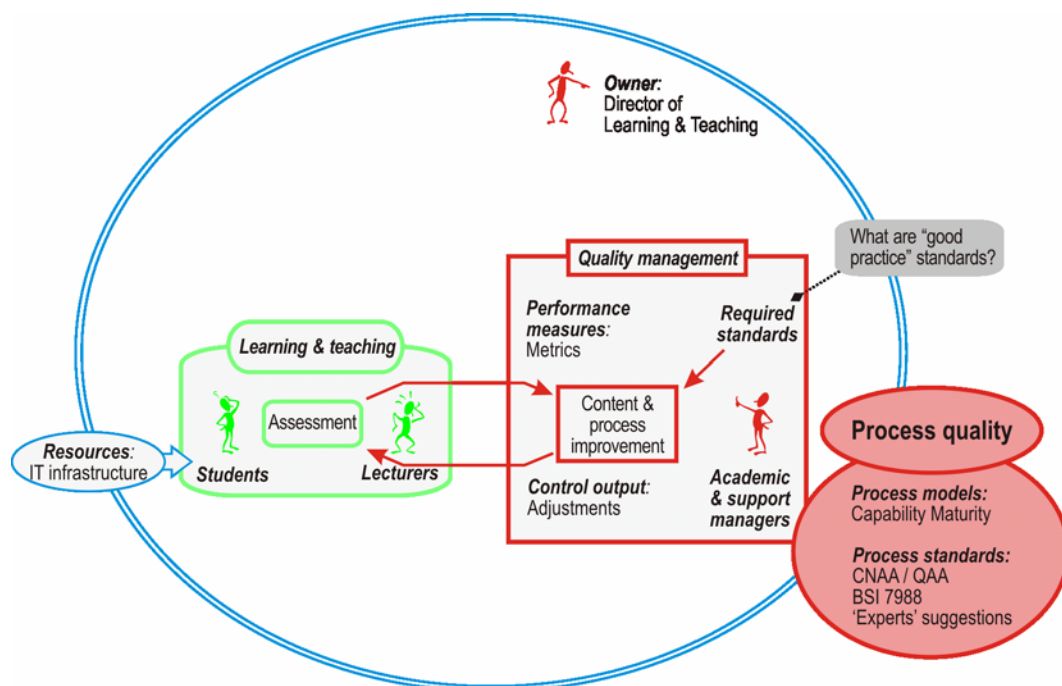 Owner:
Director of
Learning & Teaching
What are “good
practice” standards?
Quality management
Performance
measures:
Metrics
Required
standards
Learning & teaching
Assessment
Content &
process
improvement
Resources:
IT infrastructure
Students
Lecturers
Control output:
Adjustments
Academic
& support
managers
Process quality
Process models:
Capability Maturity
Process standards:
CNAA / QAA
BSI 7988
‘Experts’ suggestions